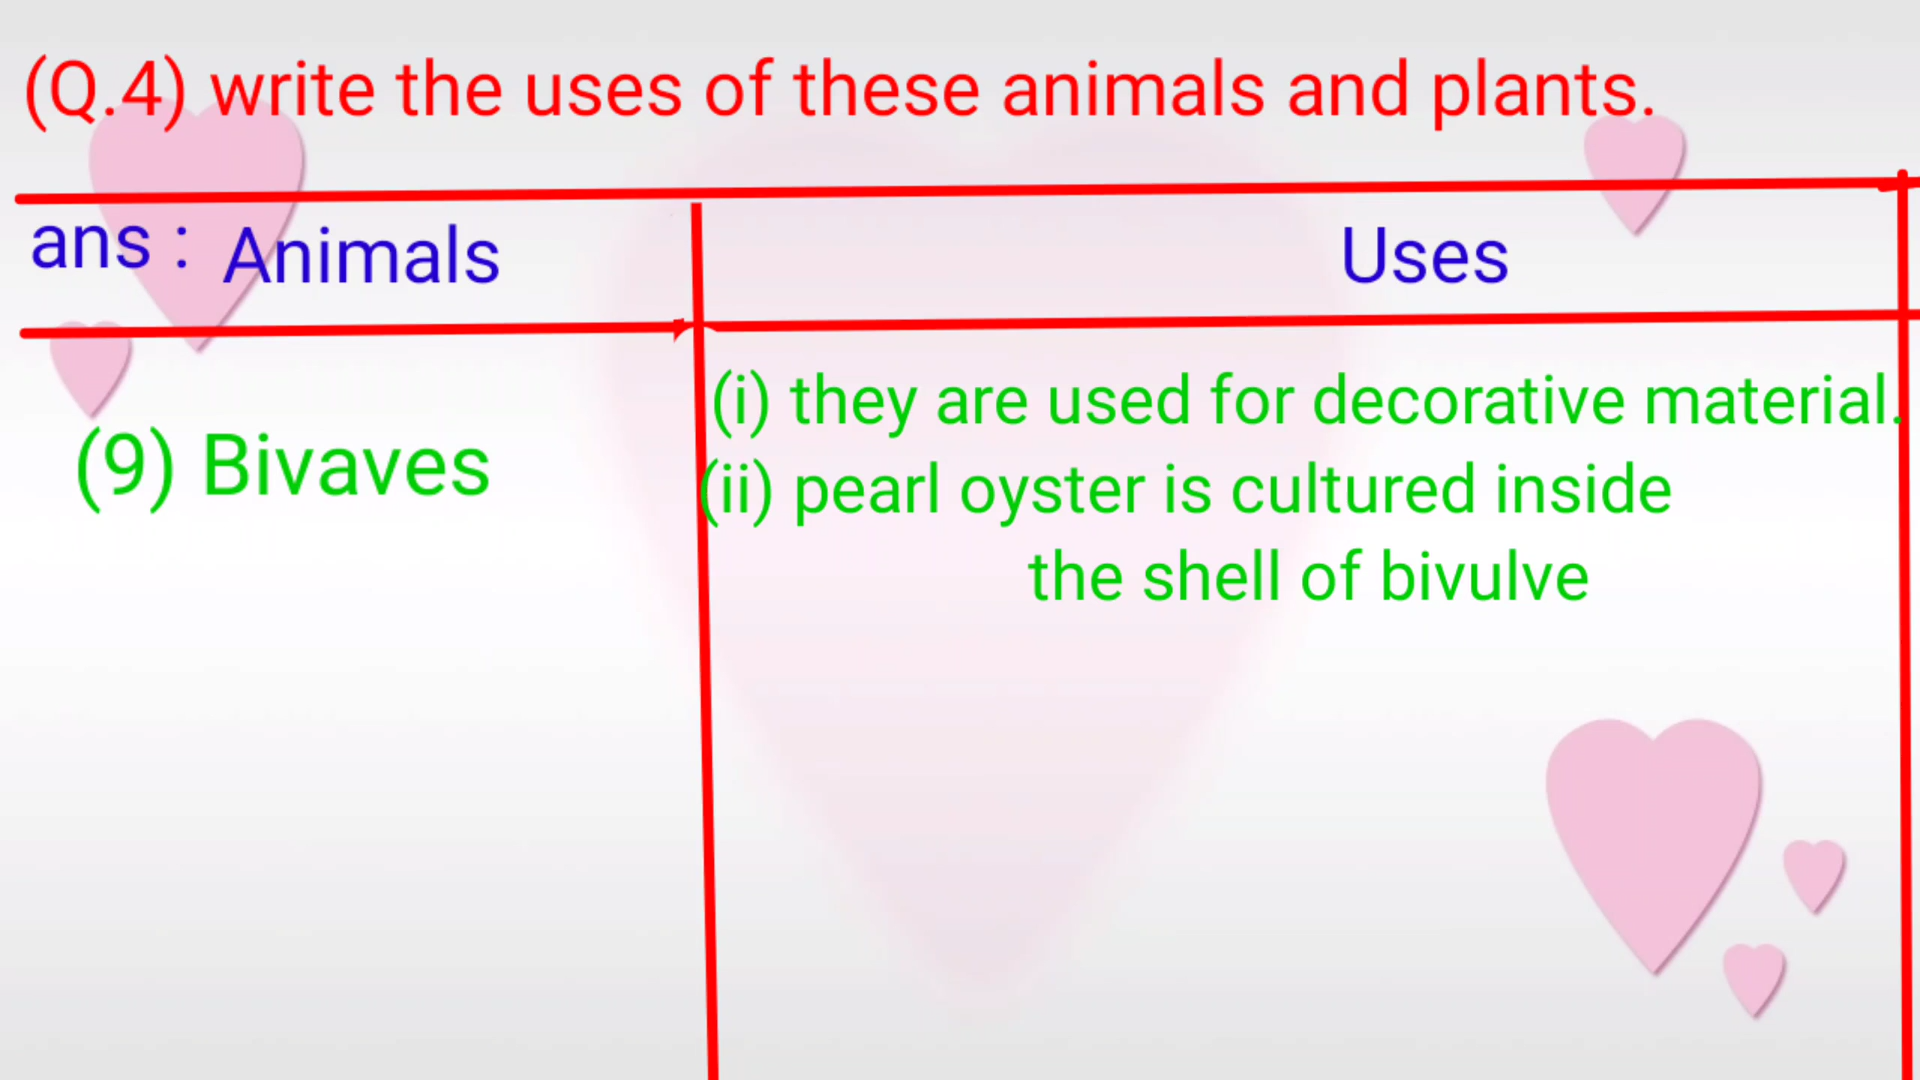 (Q.4) write the uses of these animals and plants.
ans : Animals Uses
(9) Bivaves
(i) they are used for decorative material.
(ii) pearl oyster is cultured inside
the shell of bivulve